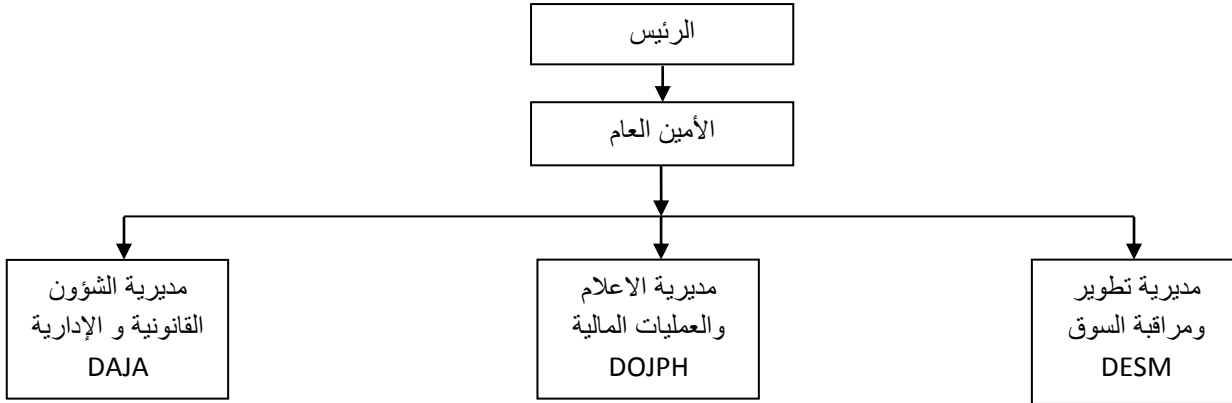 الرئيس
الأمين العام
مديرية تطوير
ومراقبة السوق
DESM
مديرية الاعلام
والعمليات المالية
DOJPH
مديرية الشؤون
القانونية و الإدارية
DAJA